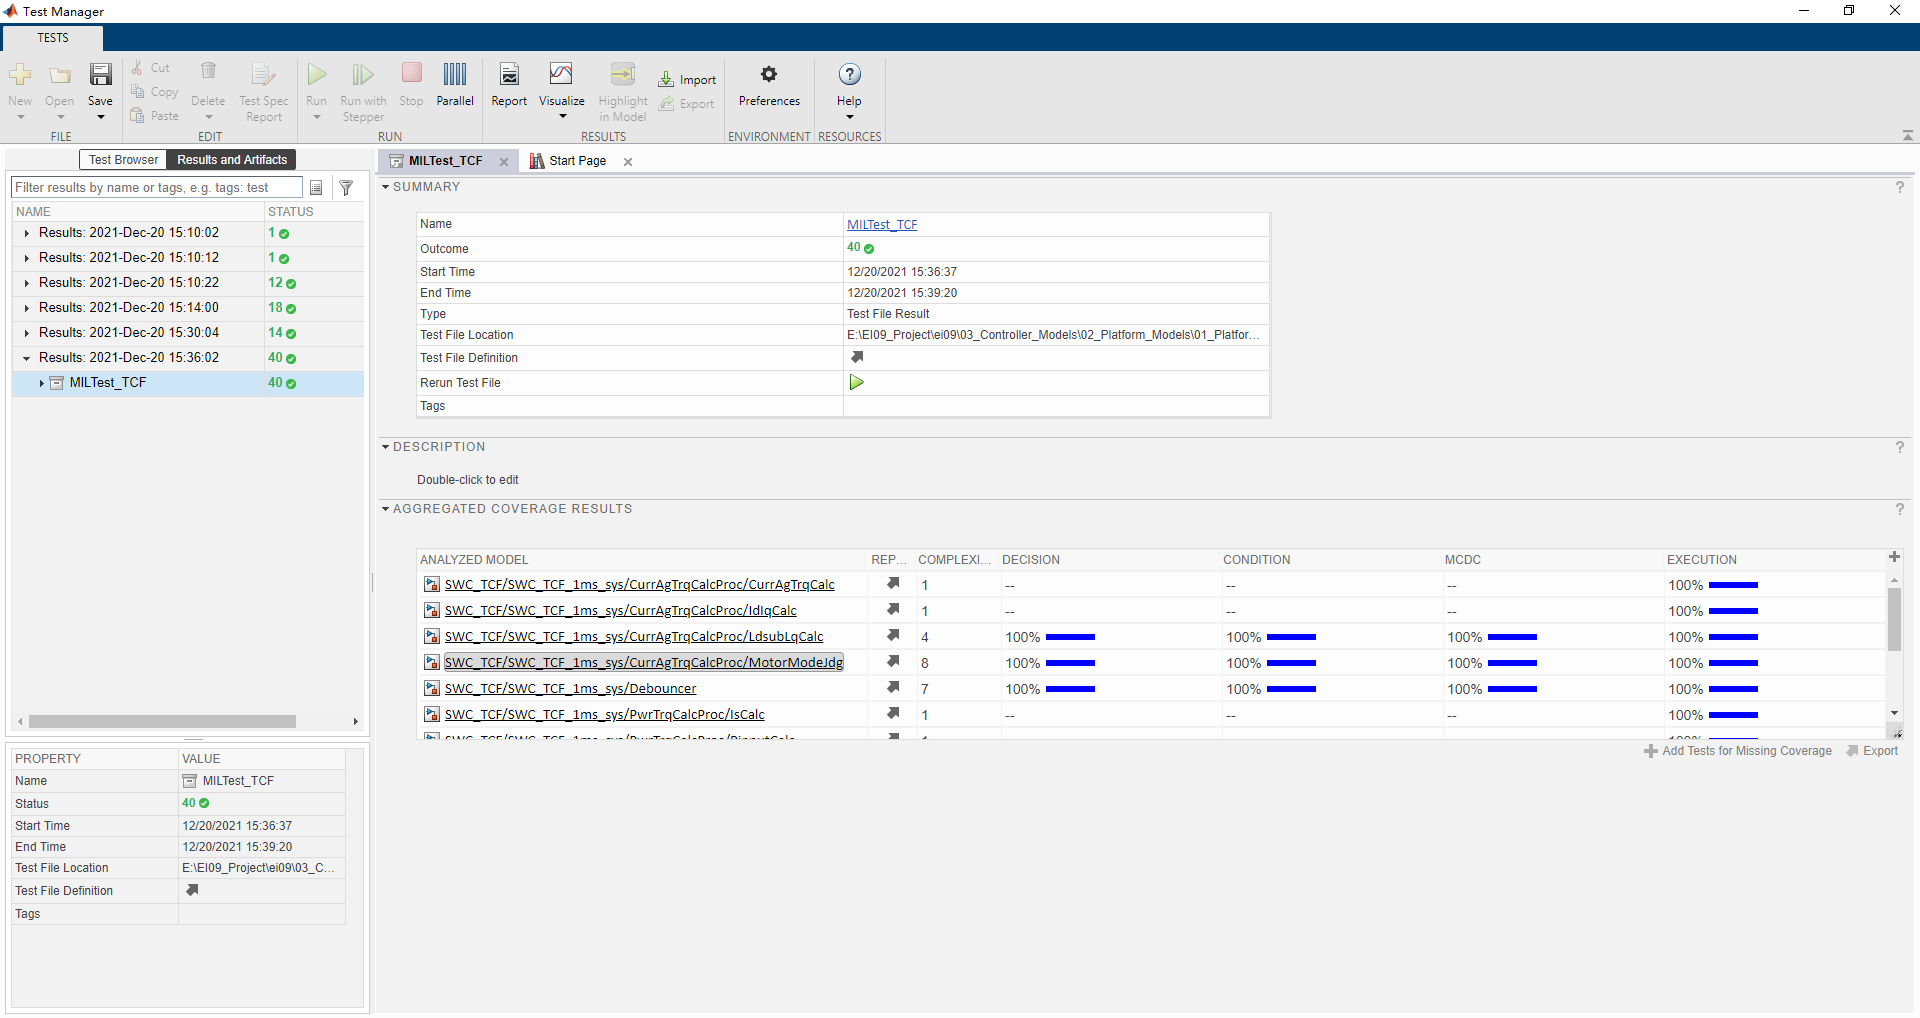 Test Manager
TESTS
New
Open
Save
Cut
Copy
Paste
Delete
Test Spec Report
Run
Run with Stepper
Stop
Parallel
Report
Visualize
Highlight in Model
Import
Export
Preferences
Help
FILE
EDIT
RUN
RESULTS
ENVIRONMENT
RESOURCES
Test Browser
Results and Artifacts
Filter results by name or tags, e.g. tags: test
NAME STATUS
Results: 2021-Dec-20 15:10:02 1
Results: 2021-Dec-20 15:10:12 1
Results: 2021-Dec-20 15:10:22 12
Results: 2021-Dec-20 15:14:00 18
Results: 2021-Dec-20 15:30:04 14
Results: 2021-Dec-20 15:36:02 40
MILTest_TCF 40
PROPERTY VALUE
Name MILTest_TCF
Status 40
Start Time 12/20/2021 15:36:37
End Time 12/20/2021 15:39:20
Test File Location E:\EI09_Project\ei09\03_C...
Test File Definition
Tags
MILTest_TCF
Start Page
SUMMARY ?
Name MILTest_TCF
Outcome 40
Start Time 12/20/2021 15:36:37
End Time 12/20/2021 15:39:20
Type Test File Result
Test File Location E:\EI09_Project\ei09\03_Controller_Models\02_Platform_Models\01_Platfor...
Test File Definition
Rerun Test File
Tags
DESCRIPTION ?
Double-click to edit
AGGREGATED COVERAGE RESULTS ?
ANALYZED MODEL REP... COMPLEXI... DECISION CONDITION MCDC EXECUTION
SWC_TCF/SWC_TCF_1ms_sys/CurrAgTrqCalcProc/CurrAgTrqCalc 1 -- -- -- 100%
SWC_TCF/SWC_TCF_1ms_sys/CurrAgTrqCalcProc/IdIqCalc 1 -- -- -- 100%
SWC_TCF/SWC_TCF_1ms_sys/CurrAgTrqCalcProc/LdsubLqCalc 4 100% 100% 100% 100%
SWC_TCF/SWC_TCF_1ms_sys/CurrAgTrqCalcProc/MotorModeJdg 8 100% 100% 100% 100%
SWC_TCF/SWC_TCF_1ms_sys/Debouncer 7 100% 100% 100% 100%
SWC_TCF/SWC_TCF_1ms_sys/PwrTrqCalcProc/IsCalc 1 -- -- -- 100%
Add Tests for Missing Coverage Export